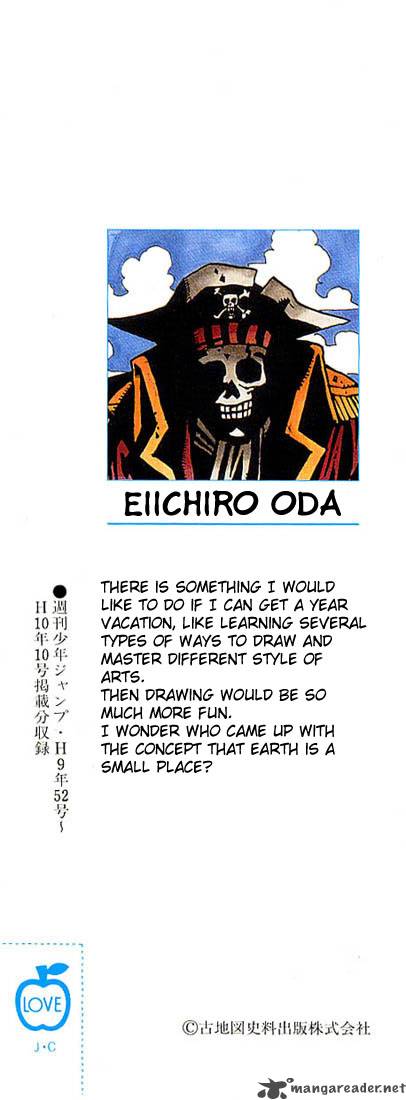 EIICHIRO ODA
THERE IS SOMETHING I WOULD
LIKE TO DO IF I CAN GET A YEAR
VACATION, LIKE LEARNING SEVERAL
TYPES OF WAYS TO DRAW AND
MASTER DIFFERENT STYLE OF
ARTS.
THEN DRAWING WOULD BE SO
MUCH MORE FUN.
I WONDER WHO CAME UP WITH
THE CONCEPT THAT EARTH IS A
SMALL PLACE?
●週刊少年ジャンプ・H9年52号~
H10年10号掲載分収録
LOVE
J・C
©古地図史料出版株式会社
mangareader.net